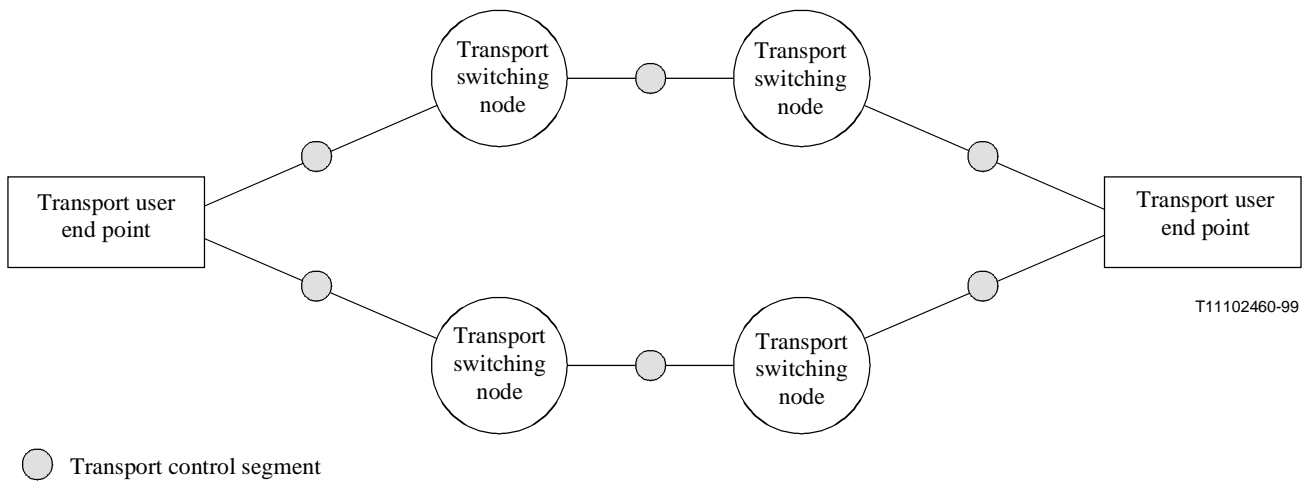 Transport
switching
node
Transport
switching
node
Transport user
end point
Transport user
end point
T11102460-99
Transport
switching
node
Transport
switching
node
Transport control segment